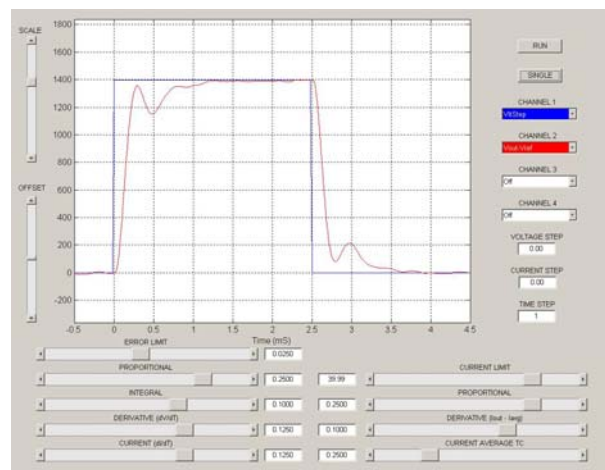 SCALE
OFFSET
1800
1600
1400
1200
1000
800
600
400
200
0
-200
-0.5 0 0.5 1 1.5 2 2.5 3 3.5 4 4.5
Time (mS)
RUN
SINGLE
CHANNEL 1
VltStep
CHANNEL 2
Vout-Vref
CHANNEL 3
Off
CHANNEL 4
Off
VOLTAGE STEP
0.00
CURRENT STEP
0.00
TIME STEP
1
ERROR LIMIT
0.0250
PROPORTIONAL
0.2500
INTEGRAL
0.1000
DERIVATIVE (dV/dT)
0.1250
CURRENT (dI/dT)
0.1250
CURRENT LIMIT
39.99
PROPORTIONAL
0.2500
DERIVATIVE (Iout - Iavg)
0.1000
CURRENT AVERAGE TC
0.2500